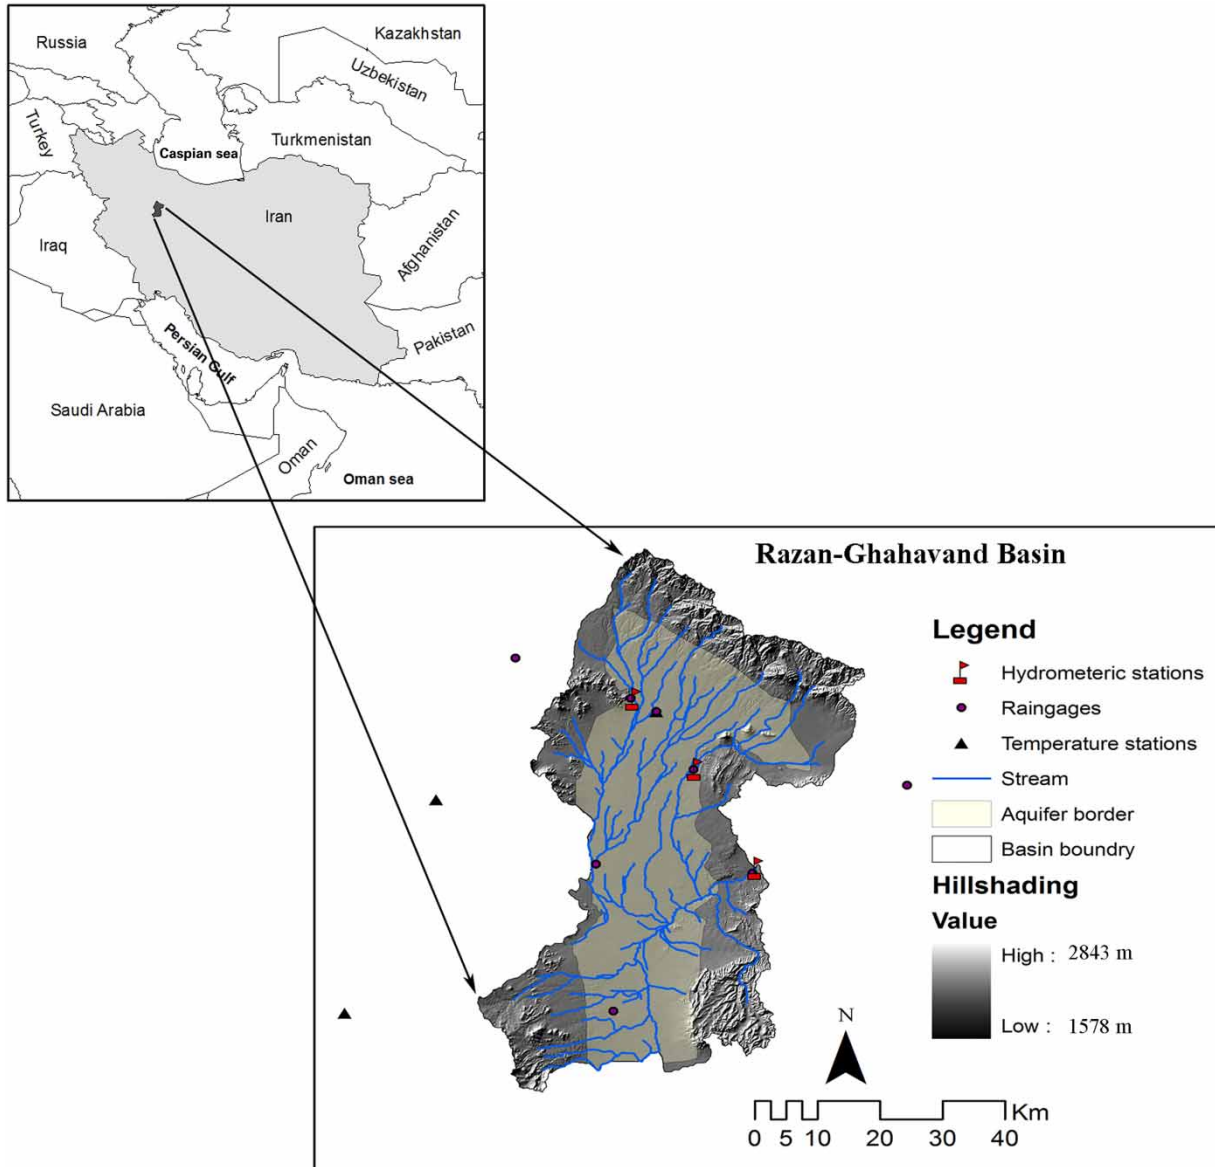 Russia
Kazakhstan
Uzbekistan
Turkey
Caspian sea
Turkmenistan
Iran
Iraq
Afghanistan
Persian Gulf
Pakistan
Saudi Arabia
Oman
Oman sea
Razan-Ghahavand Basin
Legend
Hydrometeric stations
Raingages
Temperature stations
Stream
Aquifer border
Basin boundry
Hillshading
Value
High : 2843 m
Low : 1578 m
N
Km
0 5 10 20 30 40